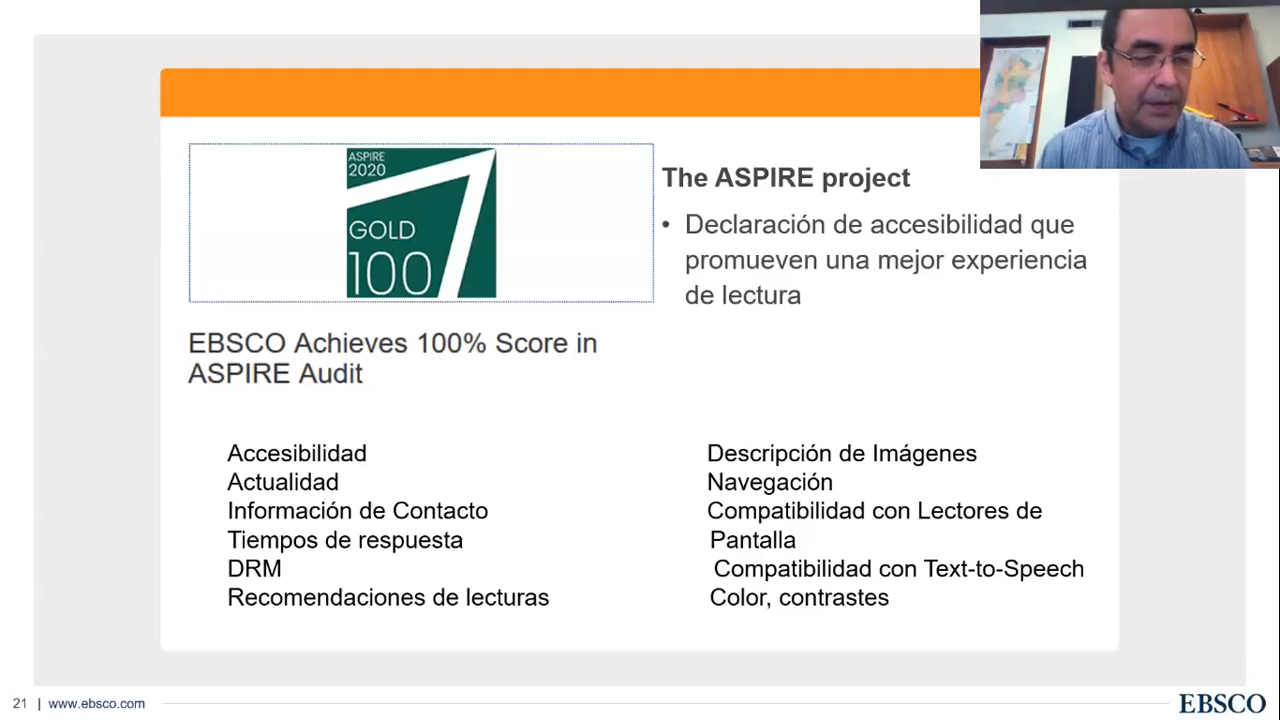 ASPIRE
2020
GOLD
100
The ASPIRE project
• Declaración de accesibilidad que
promueven una mejor experiencia
de lectura
EBSCO Achieves 100% Score in
ASPIRE Audit
Accesibilidad
Actualidad
Información de Contacto
Tiempos de respuesta
DRM
Recomendaciones de lecturas
Descripción de Imágenes
Navegación
Compatibilidad con Lectores de
Pantalla
Compatibilidad con Text-to-Speech
Color, contrastes
21 | www.ebsco.com
EBSCO